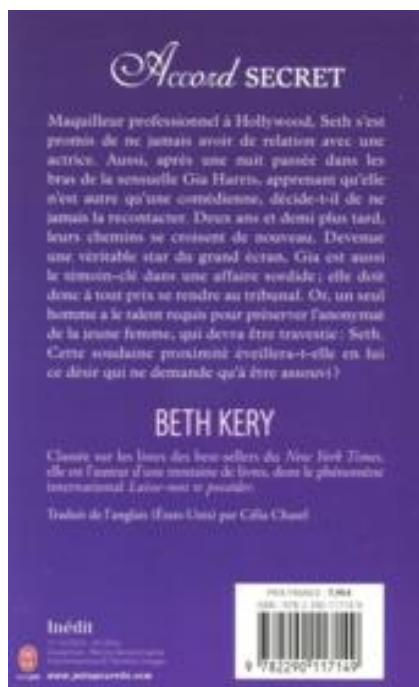 Accord SECRET
Maquilleur professionnel à Hollywood, Seth s'est
promis de ne jamais avoir de relation avec une
actrice. Aussi, après une nuit passée dans les
bras de la sensuelle Gia Harris, apprenant qu'elle
n'est autre qu'une comédienne, décide-t-il de ne
jamais la recontacter. Deux ans et demi plus tard,
leurs chemins se croisent de nouveau. Devenue
une véritable star du grand écran, Gia est aussi
le témoin-clé dans une affaire sordide ; elle doit
donc à tout prix se rendre au tribunal. Or, un seul
homme a le talent requis pour préserver l'anonymat
de la jeune femme, qui devra être travestie : Seth.
Cette soudaine proximité éveillera-t-elle en lui
ce désir qui ne demande qu'à être assouvi ?
BETH KERY
Classée sur les listes des best-sellers du New York Times,
elle est l'auteur d'une trentaine de livres, dont le phénomène
international Laisse-moi te posséder.
Traduit de l'anglais (États-Unis) par Célia Chazel
PRIX FRANCE
ISBN
9 782290 117149
Inédit
www.jailupourelle.com